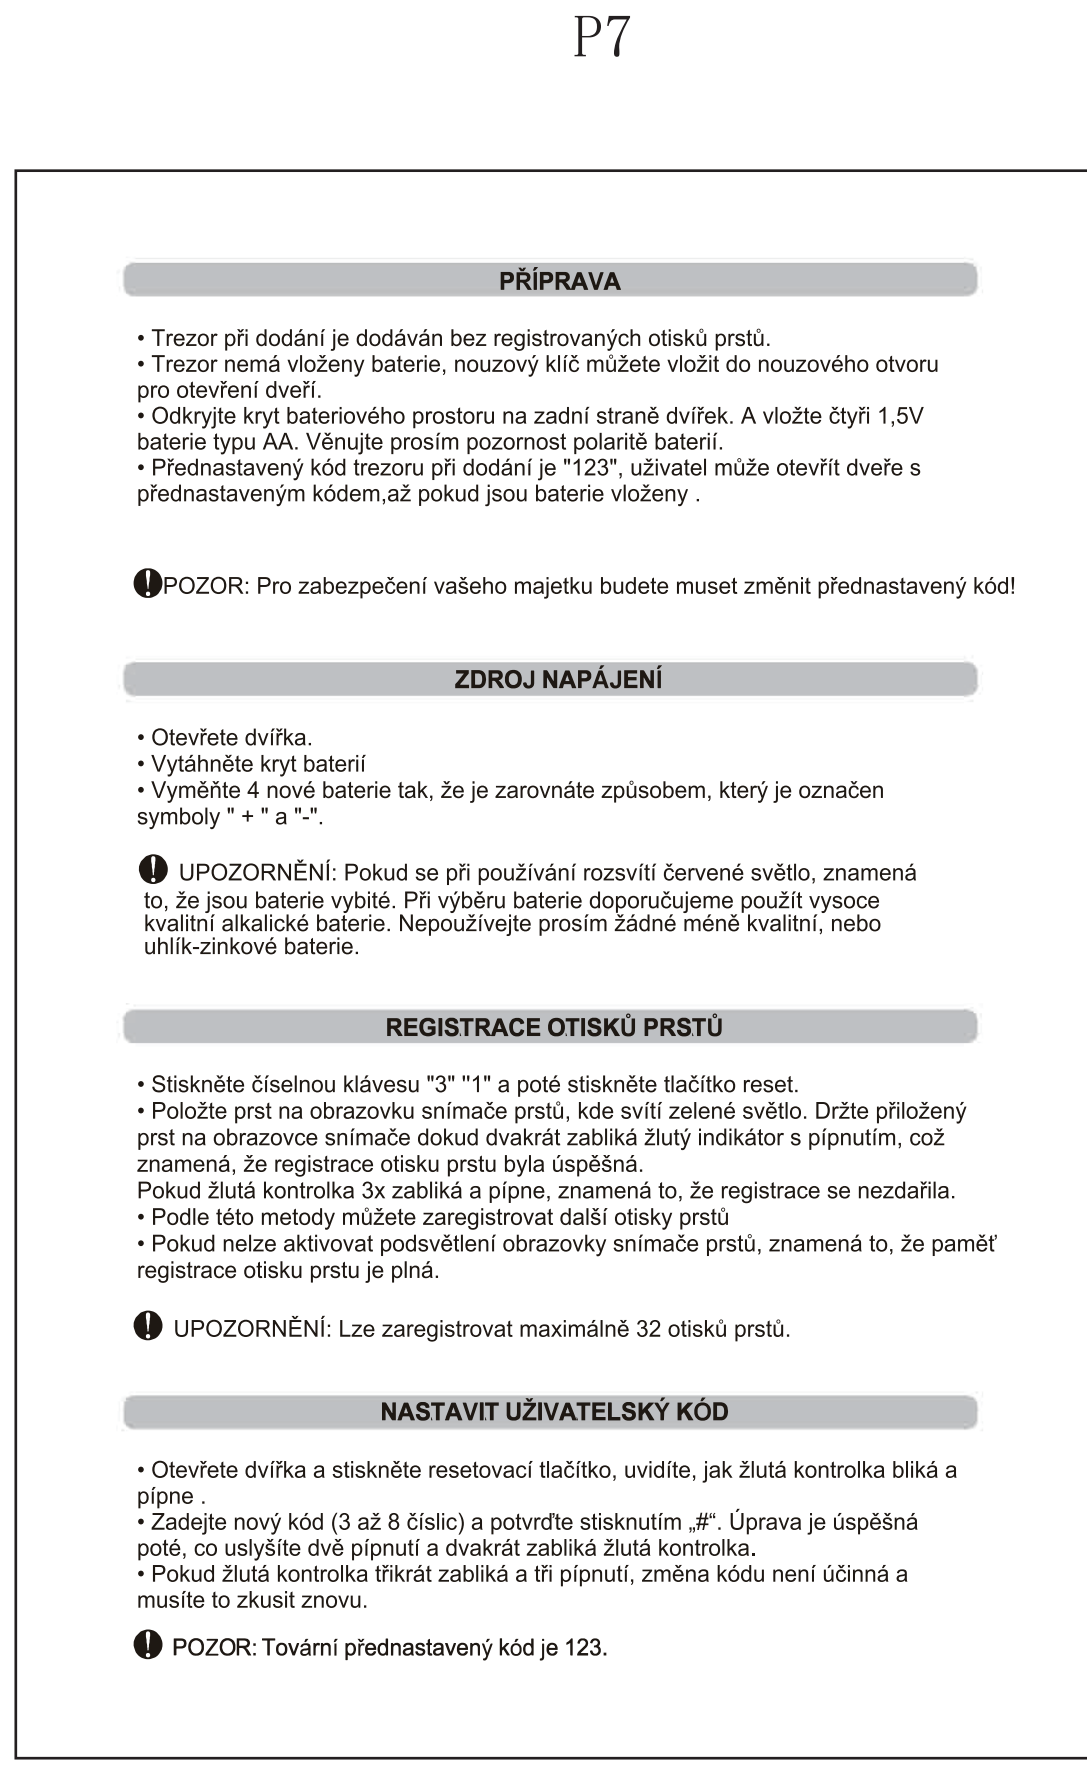 P7
PŘÍPRAVA
• Trezor při dodání je dodáván bez registrovaných otisků prstů.
• Trezor nemá vloženy baterie, nouzový klíč můžete vložit do nouzového otvoru
pro otevření dveří.
• Odkryjte kryt bateriového prostoru na zadní straně dvířek. A vložte čtyři 1,5V
baterie typu AA. Věnujte prosím pozornost polaritě baterií.
• Přednastavený kód trezoru při dodání je "123", uživatel může otevřít dveře s
přednastaveným kódem,až pokud jsou baterie vloženy .
POZOR: Pro zabezpečení vašeho majetku budete muset změnit přednastavený kód!
ZDROJ NAPÁJENÍ
• Otevřete dvířka.
• Vytáhněte kryt baterií
• Vyměňte 4 nové baterie tak, že je zarovnáte způsobem, který je označen
symboly " + " a "-".
UPOZORNĚNÍ: Pokud se při používání rozsvítí červené světlo, znamená
to, že jsou baterie vybité. Při výběru baterie doporučujeme použít vysoce
kvalitní alkalické baterie. Nepoužívejte prosím žádné méně kvalitní, nebo
uhlík-zinkové baterie.
REGISTRACE OTISKŮ PRSTŮ
• Stiskněte číselnou klávesu "3" "1" a poté stiskněte tlačítko reset.
• Položte prst na obrazovku snímače prstů, kde svítí zelené světlo. Držte přiložený
prst na obrazovce snímače dokud dvakrát zabliká žlutý indikátor s pípnutím, což
znamená, že registrace otisku prstu byla úspěšná.
Pokud žlutá kontrolka 3x zabliká a pípne, znamená to, že registrace se nezdařila.
• Podle této metody můžete zaregistrovat další otisky prstů
• Pokud nelze aktivovat podsvětlení obrazovky snímače prstů, znamená to, že paměť
registrace otisku prstu je plná.
UPOZORNĚNÍ: Lze zaregistrovat maximálně 32 otisků prstů.
NASTAVIT UŽIVATELSKÝ KÓD
• Otevřete dvířka a stiskněte resetovací tlačítko, uvidíte, jak žlutá kontrolka bliká a
pípne .
• Zadejte nový kód (3 až 8 číslic) a potvrďte stisknutím „#“. Úprava je úspěšná
poté, co uslyšíte dvě pípnutí a dvakrát zabliká žlutá kontrolka.
• Pokud žlutá kontrolka třikrát zabliká a tři pípnutí, změna kódu není účinná a
musíte to zkusit znovu.
POZOR: Tovární přednastavený kód je 123.